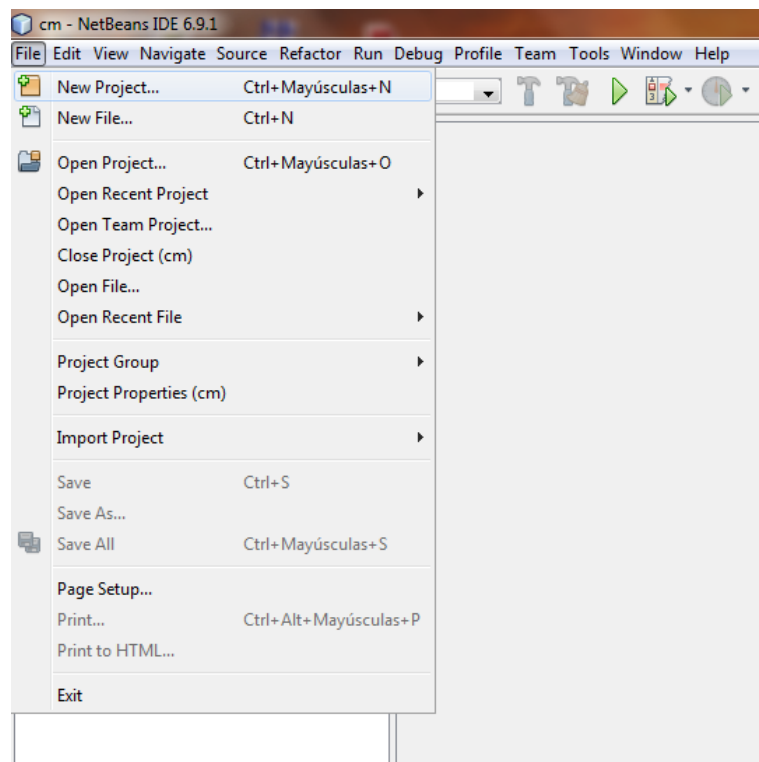 cm - NetBeans IDE 6.9.1
File Edit View Navigate Source Refactor Run Debug Profile Team Tools Window Help
New Project... Ctrl+Mayúsculas+N
New File... Ctrl+N
Open Project... Ctrl+Mayúsculas+O
Open Recent Project
Open Team Project...
Close Project (cm)
Open File...
Open Recent File
Project Group
Project Properties (cm)
Import Project
Save Ctrl+S
Save As...
Save All Ctrl+Mayúsculas+S
Page Setup...
Print... Ctrl+Alt+Mayúsculas+P
Print to HTML...
Exit